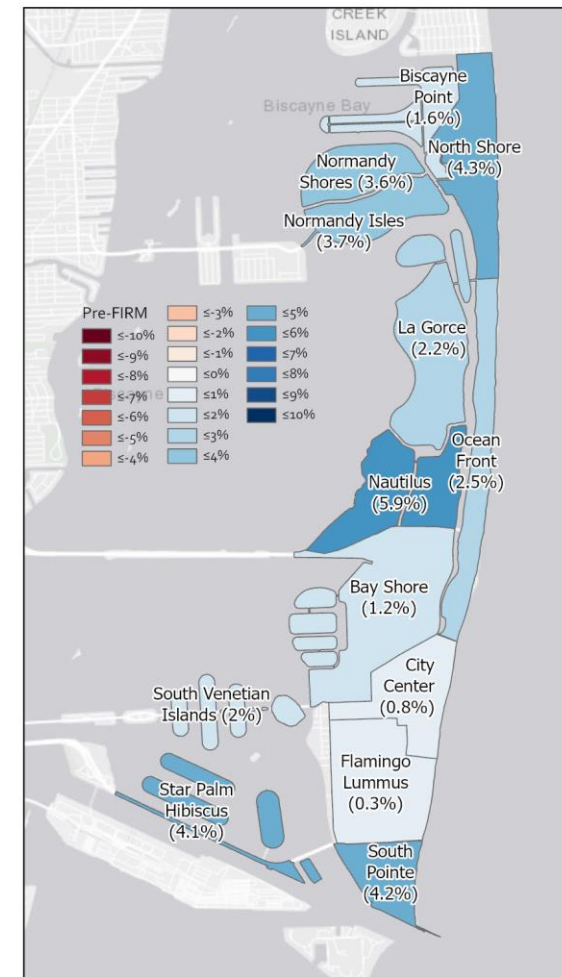 CREEK
ISLAND
Biscayne
Point
(1.6%)
Biscayne Bay
North Shore
(4.3%)
Normandy
Shores (3.6%)
Normandy Isles
(3.7%)
Pre-FIRM
≤-10%
≤-9%
≤-8%
≤-7%
≤-6%
≤-5%
≤-4%
≤-3%
≤-2%
≤-1%
≤0%
≤1%
≤2%
≤3%
≤4%
≤5%
≤6%
≤7%
≤8%
≤9%
≤10%
La Gorce
(2.2%)
Ocean
Front
(2.5%)
Nautilus
(5.9%)
Bay Shore
(1.2%)
City
Center
(0.8%)
South Venetian
Islands (2%)
Flamingo
Lummus
(0.3%)
Star Palm
Hibiscus
(4.1%)
South
Pointe
(4.2%)